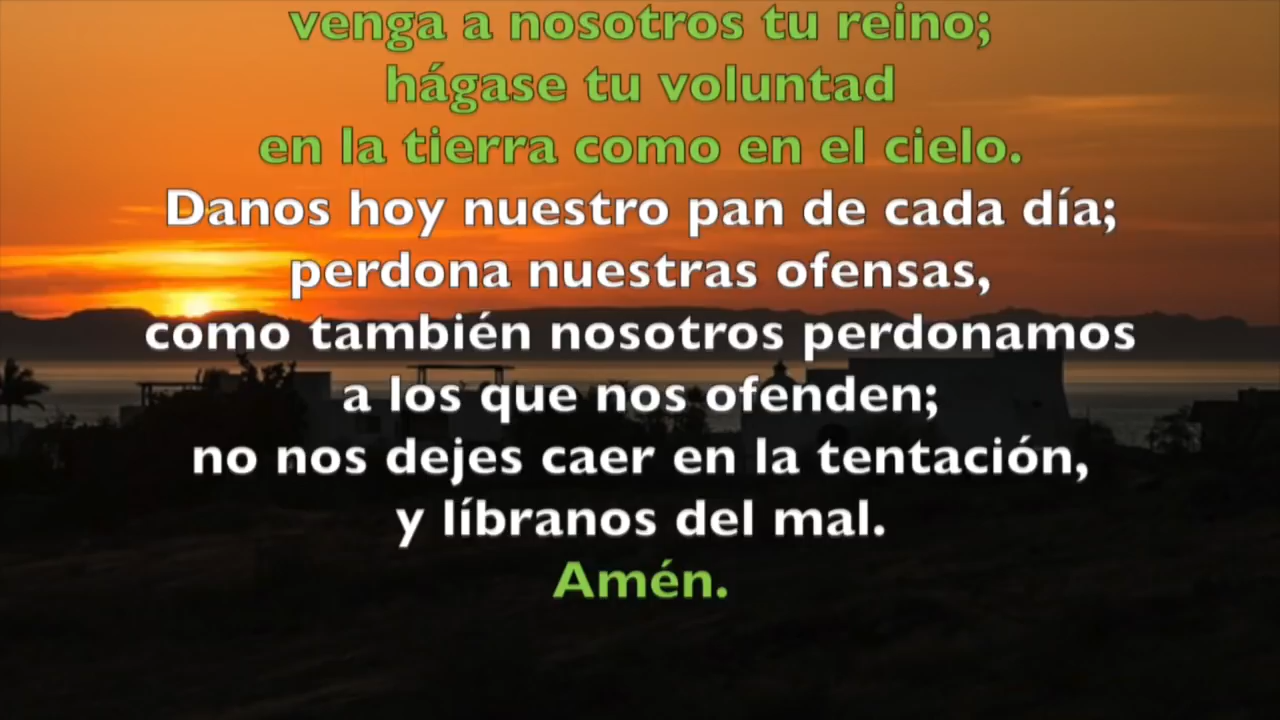 venga a nosotros tu reino;
hágase tu voluntad
en la tierra como en el cielo.
Danos hoy nuestro pan de cada día;
perdona nuestras ofensas,
como también nosotros perdonamos
a los que nos ofenden;
no nos dejes caer en la tentación,
y líbranos del mal.
Amén.